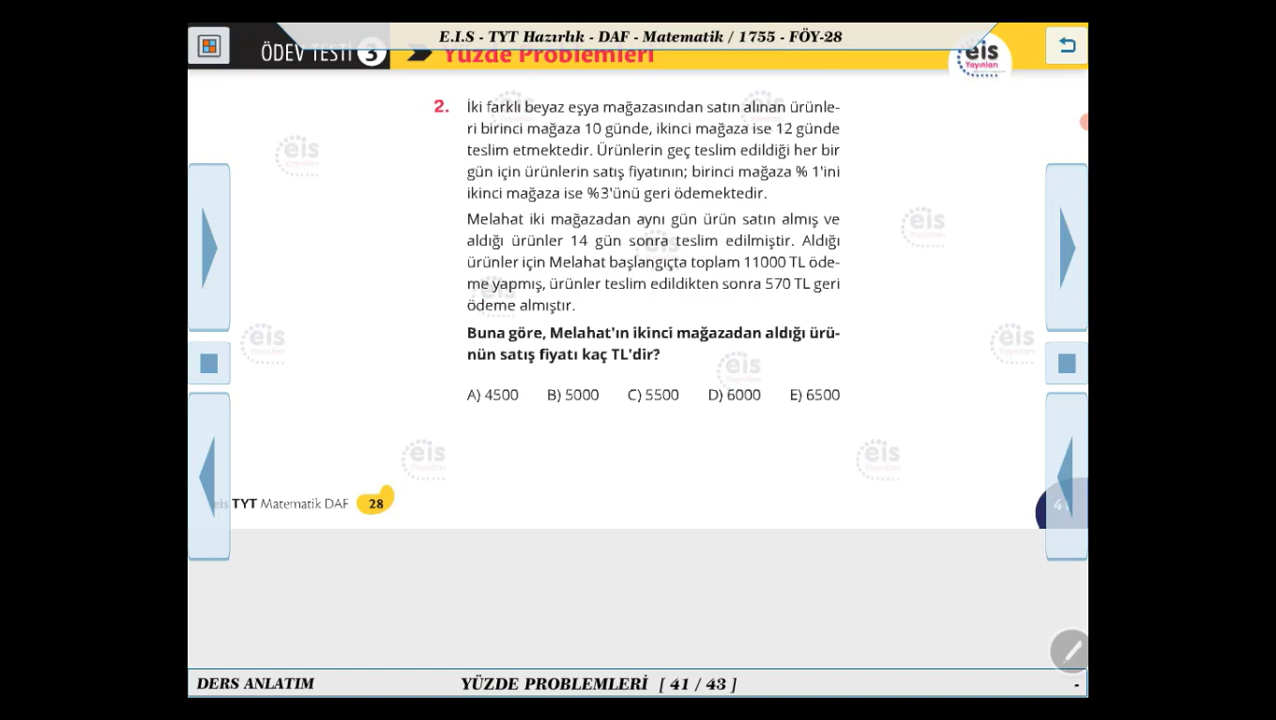 E.I.S - TYT Hazırlık - DAF - Matematik / 1755 - FÖY-28
ÖDEV TESTİ 3
Yüzde Problemleri
eis
Yayınları
2. İki farklı beyaz eşya mağazasından satın alınan ürünle-
ri birinci mağaza 10 günde, ikinci mağaza ise 12 günde
teslim etmektedir. Ürünlerin geç teslim edildiği her bir
gün için ürünlerin satış fiyatının; birinci mağaza % 1'ini
ikinci mağaza ise %3'ünü geri ödemektedir.
Melahat iki mağazadan aynı gün ürün satın almış ve
aldığı ürünler 14 gün sonra teslim edilmiştir. Aldığı
ürünler için Melahat başlangıçta toplam 11000 TL öde-
me yapmış, ürünler teslim edildikten sonra 570 TL geri
ödeme almıştır.
Buna göre, Melahat'ın ikinci mağazadan aldığı ürü-
nün satış fiyatı kaç TL'dir?
A) 4500 B) 5000 C) 5500 D) 6000 E) 6500
eis TYT Matematik DAF 28
DERS ANLATIM
YÜZDE PROBLEMLERİ [ 41 / 43 ]
-